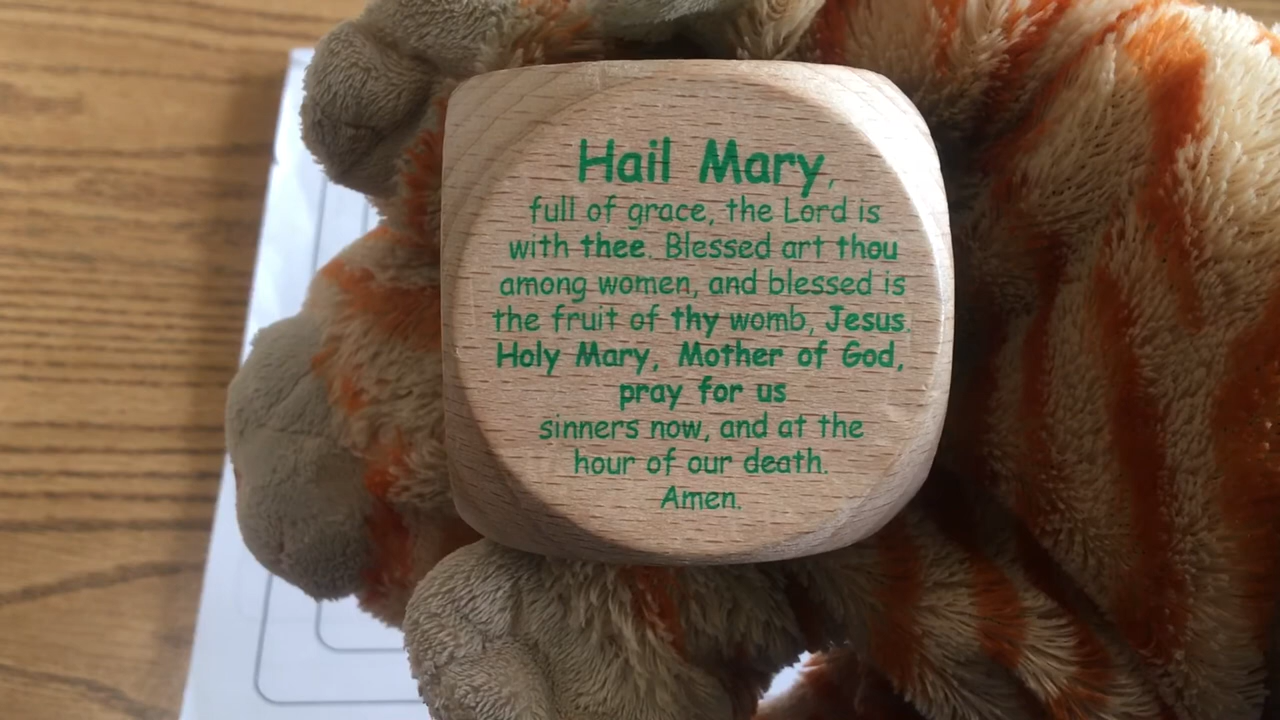 Hail Mary,
full of grace, the Lord is
with thee. Blessed art thou
among women, and blessed is
the fruit of thy womb, Jesus.
Holy Mary, Mother of God,
pray for us
sinners now, and at the
hour of our death.
Amen.